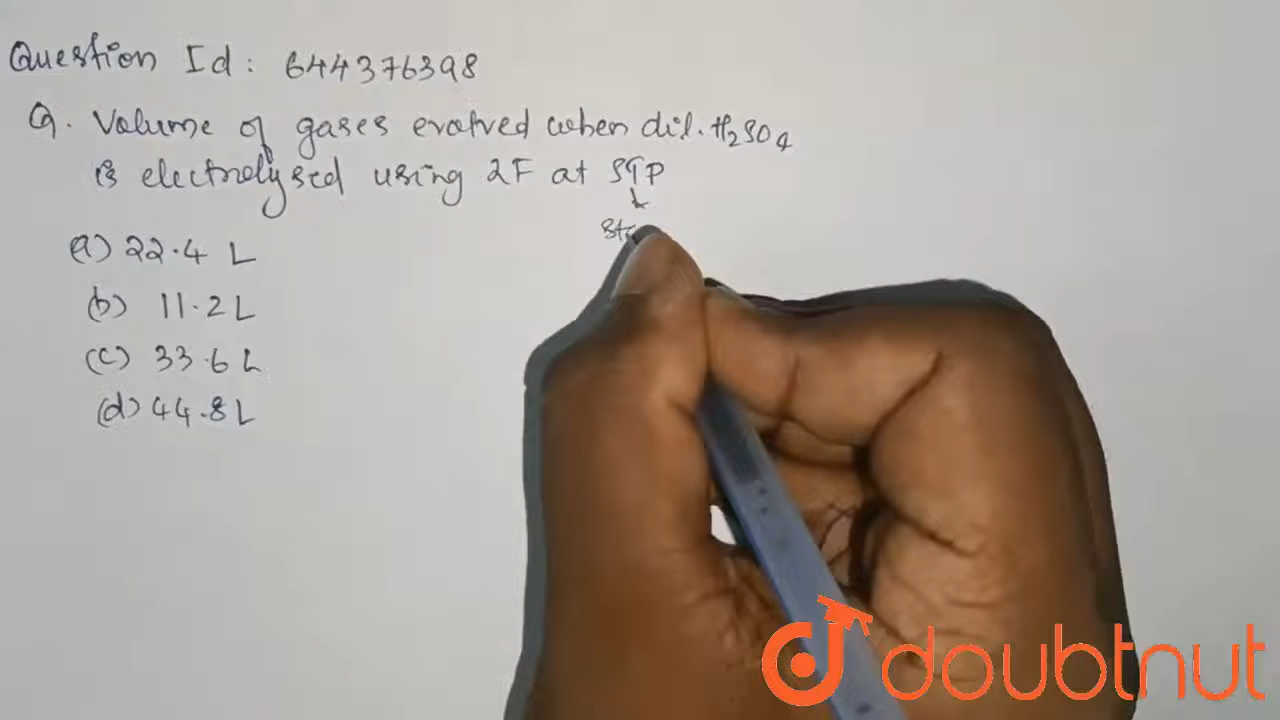 Question Id: 644376398
Q. Volume of gases evolved when dil. H2SO4
is electrolysed using 2F at STP
(a) 22.4 L
(b) 11.2 L
(c) 33.6 L
(d) 44.8 L
doubtnut